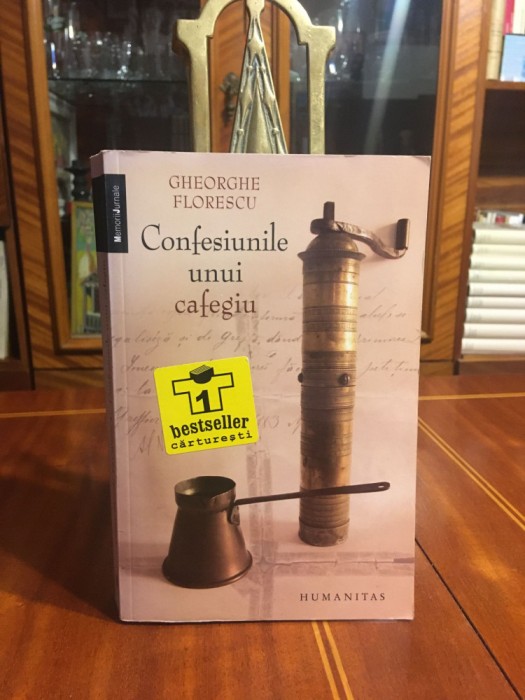 Memorii/Jurnale
GHEORGHE
FLORESCU
Confesiunile
unui
cafegiu
1
bestseller
cărturești
HUMANITAS